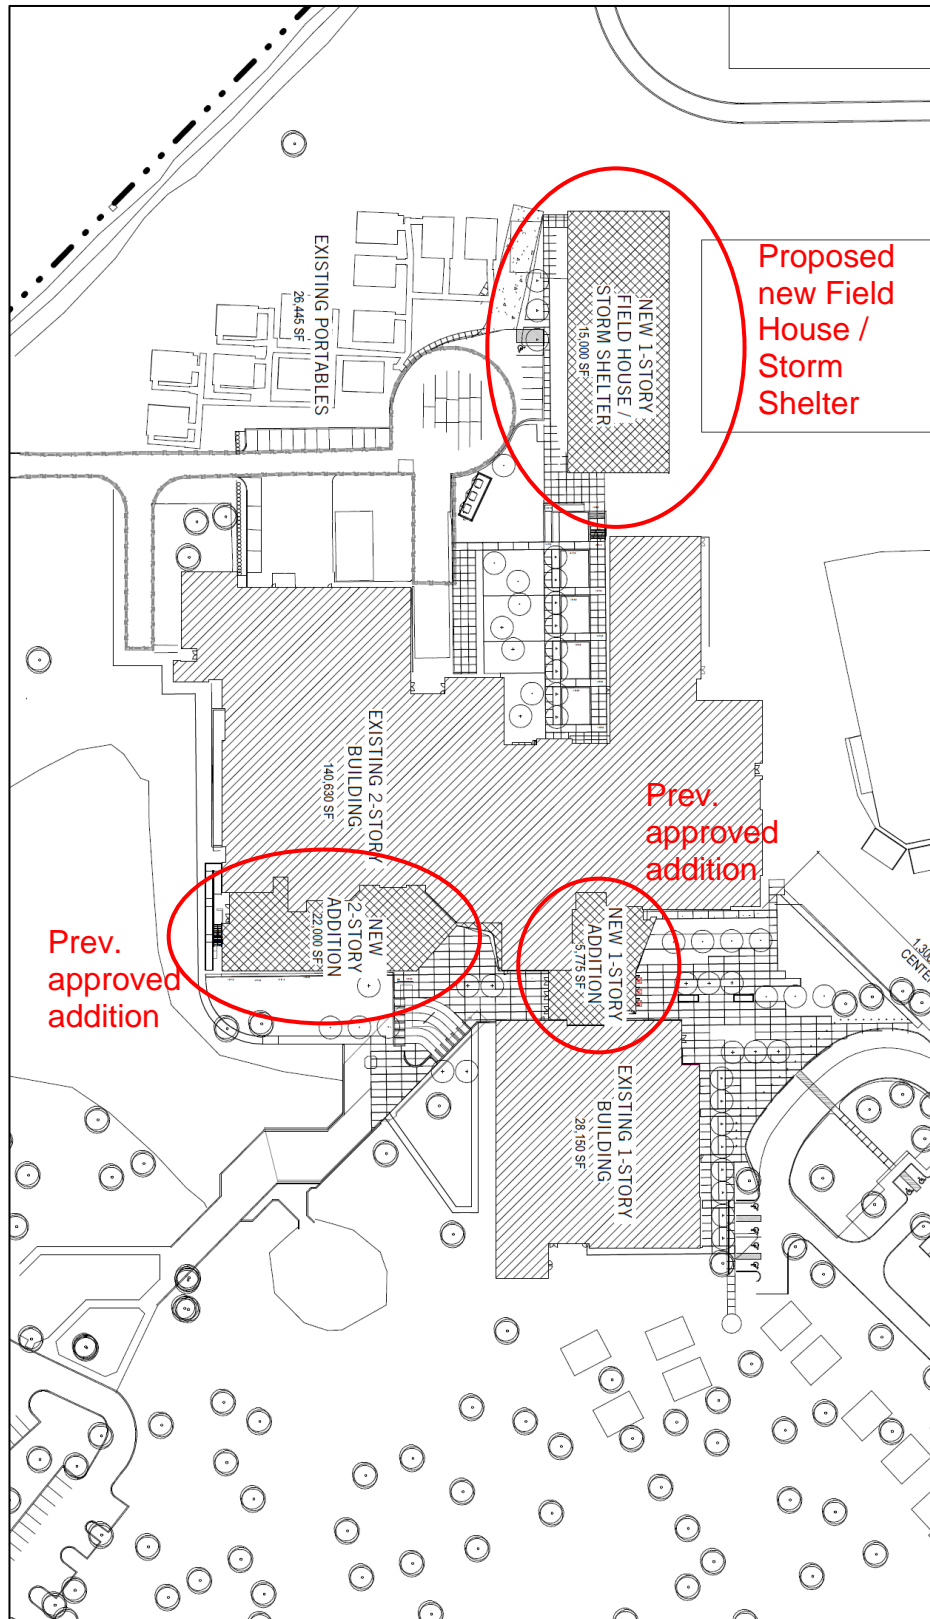 Proposed
new Field
House /
Storm
Shelter
NEW 1-STORY
FIELD HOUSE /
STORM SHELTER
15,000 SF
EXISTING PORTABLES
26,445 SF
EXISTING 2-STORY
BUILDING
140,630 SF
Prev.
approved
addition
NEW
2-STORY
ADDITION
22,000 SF
Prev.
approved
addition
NEW 1-STORY
ADDITION
5,775 SF
EXISTING 1-STORY
BUILDING
28,150 SF